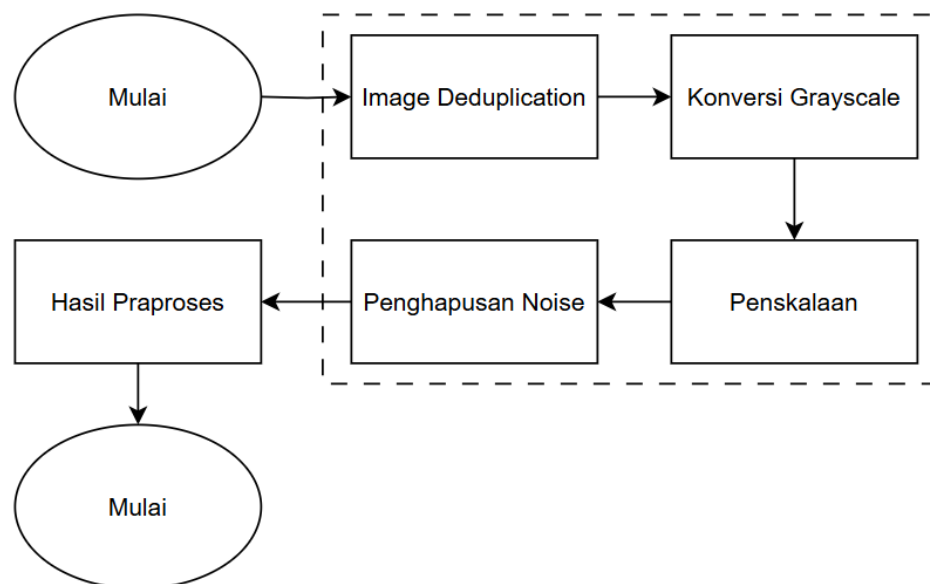 Mulai
Image Deduplication
Konversi Grayscale
Penskalaan
Penghapusan Noise
Hasil Praproses
Mulai